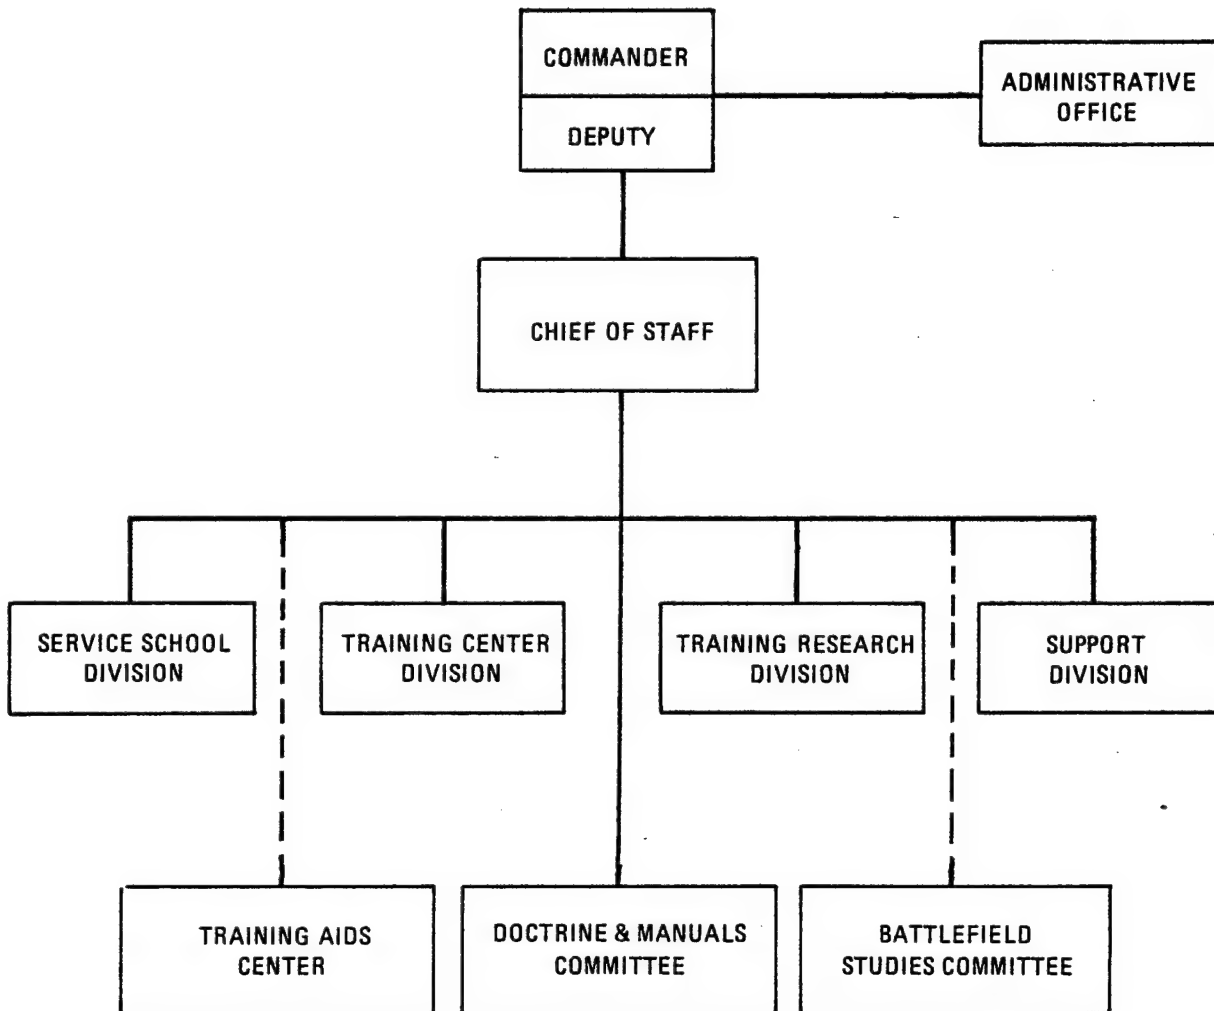 COMMANDER
DEPUTY
ADMINISTRATIVE
OFFICE
CHIEF OF STAFF
SERVICE SCHOOL
DIVISION
TRAINING CENTER
DIVISION
TRAINING RESEARCH
DIVISION
SUPPORT
DIVISION
TRAINING AIDS
CENTER
DOCTRINE & MANUALS
COMMITTEE
BATTLEFIELD
STUDIES COMMITTEE